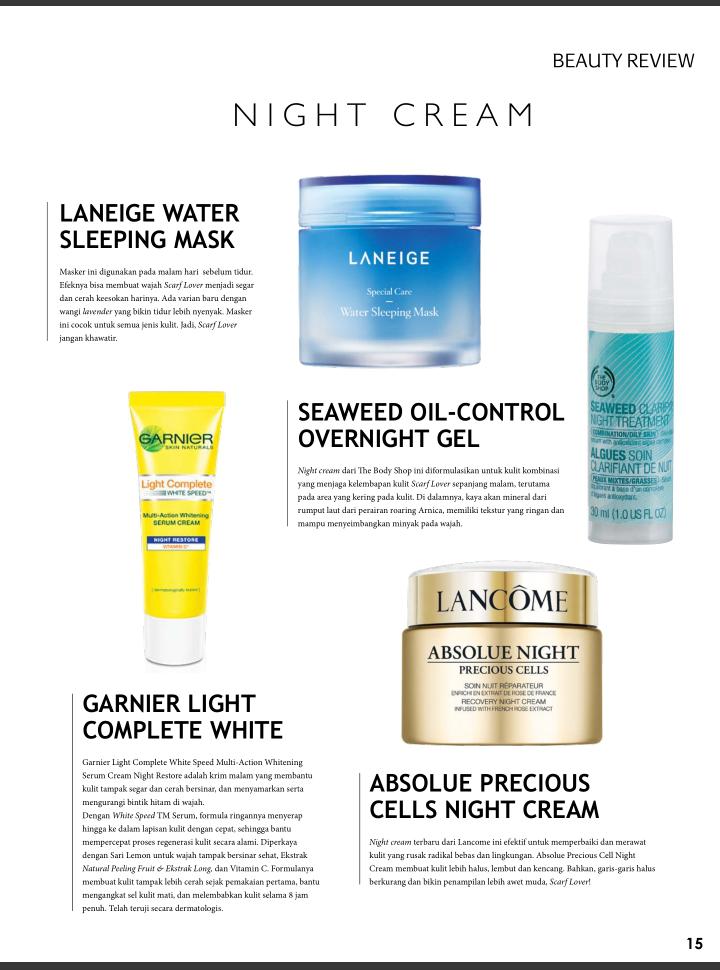 BEAUTY REVIEW
NIGHT CREAM
LANEIGE WATER
SLEEPING MASK
Masker ini digunakan pada malam hari sebelum tidur.
Efeknya bisa membuat wajah Scarf Lover menjadi segar
dan cerah keesokan harinya. Ada varian baru dengan
wangi lavender yang bikin tidur lebih nyenyak. Masker
ini cocok untuk semua jenis kulit. Jadi, Scarf Lover
jangan khawatir.
LANEIGE
Special Care
Water Sleeping Mask
THE
BODY
SHOP
SEAWEED CLARIFY
NIGHT TREATMENT
COMBINATION/OILY SKIN
ALGUES SOIN
CLARIFIANT DE NUIT
PEAUX MIXTES/GRASSES
30 ml (1.0 US FL OZ)
SEAWEED OIL-CONTROL
OVERNIGHT GEL
Night cream dari The Body Shop ini diformulasikan untuk kulit kombinasi
yang menjaga kelembapan kulit Scarf Lover sepanjang malam, terutama
pada area yang kering pada kulit. Di dalamnya, kaya akan mineral dari
rumput laut dari perairan roaring Arnica, memiliki tekstur yang ringan dan
mampu menyeimbangkan minyak pada wajah.
GARNIER
SKIN NATURALS
Light Complete
WHITE SPEED™
Multi-Action Whitening
SERUM CREAM
NIGHT RESTORE
VITAMIN C
LANCÔME
ABSOLUE NIGHT
PRECIOUS CELLS
SOIN NUIT RÉPARATEUR
ENRICHI EN EXTRAIT DE ROSE DE FRANCE
RECOVERY NIGHT CREAM
INFUSED WITH FRENCH ROSE EXTRACT
GARNIER LIGHT
COMPLETE WHITE
Garnier Light Complete White Speed Multi-Action Whitening
Serum Cream Night Restore adalah krim malam yang membantu
kulit tampak segar dan cerah bersinar, dan menyamarkan serta
mengurangi bintik hitam di wajah.
Dengan White Speed TM Serum, formula ringannya menyerap
hingga ke dalam lapisan kulit dengan cepat, sehingga bantu
mempercepat proses regenerasi kulit secara alami. Diperkaya
dengan Sari Lemon untuk wajah tampak bersinar sehat, Ekstrak
Natural Peeling Fruit & Ekstrak Long, dan Vitamin C. Formulanya
membuat kulit tampak lebih cerah sejak pemakaian pertama, bantu
mengangkat sel kulit mati, dan melembabkan kulit selama 8 jam
penuh. Telah teruji secara dermatologis.
ABSOLUE PRECIOUS
CELLS NIGHT CREAM
Night cream terbaru dari Lancome ini efektif untuk memperbaiki dan merawat
kulit yang rusak radikal bebas dan lingkungan. Absolue Precious Cell Night
Cream membuat kulit lebih halus, lembut dan kencang. Bahkan, garis-garis halus
berkurang dan bikin penampilan lebih awet muda, Scarf Lover!
15